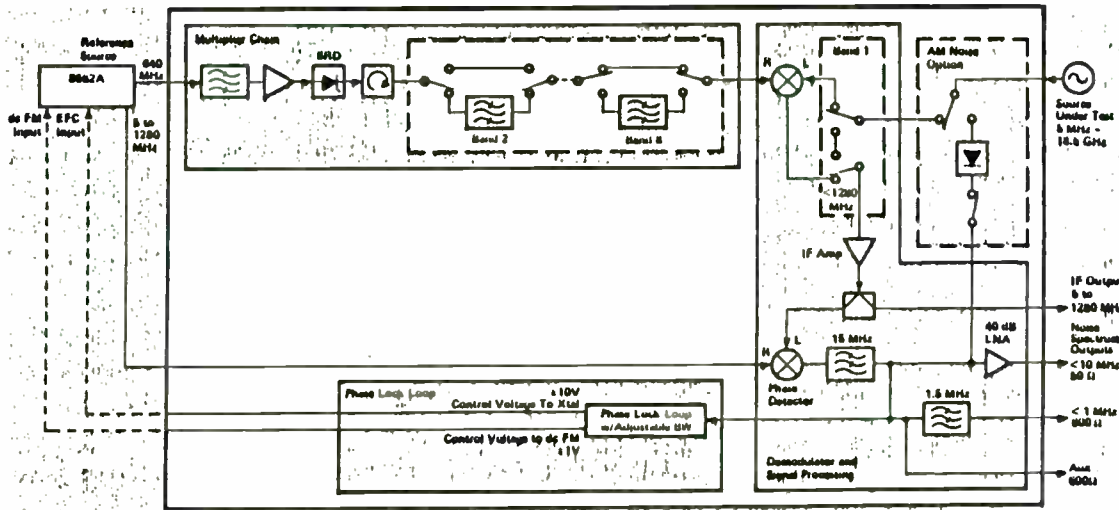 Reference
Source
8662A
640
MHz
dc FM
Input
EFC
Input
5 to
1280
MHz
Multiplier Chain
SRD
Band 2
Band 8
R
L
Band 1
<1280
MHz
AM Noise
Option
Source
Under Test
5 MHz –
18.6 GHz
IF Amp
IF Output
5 to
1280 MHz
R
L
Phase
Detector
15 MHz
40 dB
LNA
Noise
Spectrum
Outputs
<10 MHz
50 Ω
1.5 MHz
< 1 MHz
600 Ω
Aux
600Ω
Phase Lock Loop
±10V
Control Voltage To Xtal
Phase Lock Loop
w/Adjustable BW
Control Voltage to dc FM
±1V
Demodulator and
Signal Processing